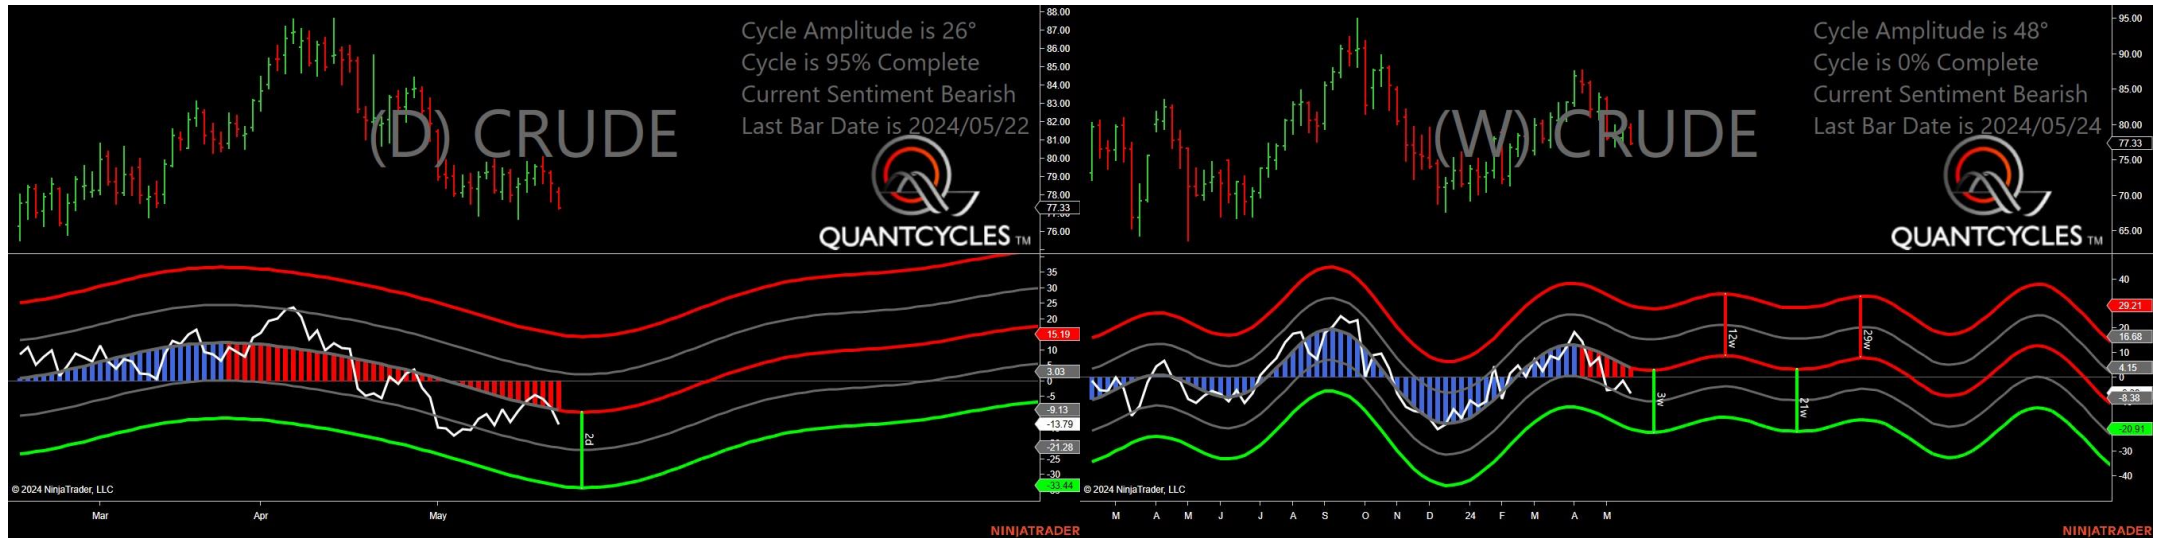 Cycle Amplitude is 26°
Cycle is 95% Complete
Current Sentiment Bearish
Last Bar Date is 2024/05/22
(D) CRUDE
QUANTCYCLES TM
88.00
87.00
86.00
85.00
84.00
83.00
82.00
81.00
80.00
79.00
78.00
77.33
76.00
35
30
25
20
15.19
10
5
3.03
0
-5
-9.13
-13.79
-21.28
-25
-30
-33.44
2d
© 2024 NinjaTrader, LLC
Mar
Apr
May
NINJATRADER
Cycle Amplitude is 48°
Cycle is 0% Complete
Current Sentiment Bearish
Last Bar Date is 2024/05/24
(W) CRUDE
QUANTCYCLES TM
95.00
90.00
85.00
80.00
77.33
75.00
70.00
65.00
40
29.21
20
16.68
10
4.15
0
-8.38
-20.91
-30
-40
12w
29w
3w
21w
© 2024 NinjaTrader, LLC
M A M J J A S O N D 24 F M A M
NINJATRADER